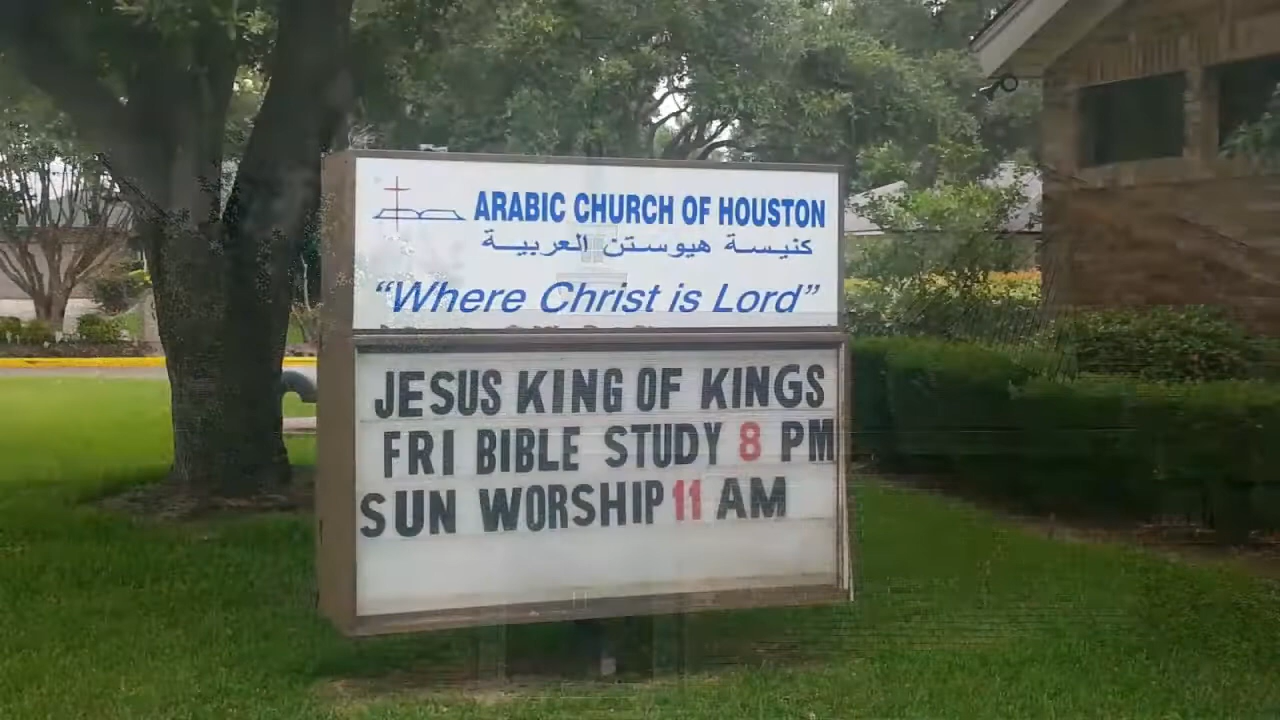 ARABIC CHURCH OF HOUSTON
كنيسة هيوستن العربية
"Where Christ is Lord"
JESUS KING OF KINGS
FRI BIBLE STUDY 8 PM
SUN WORSHIP 11 AM